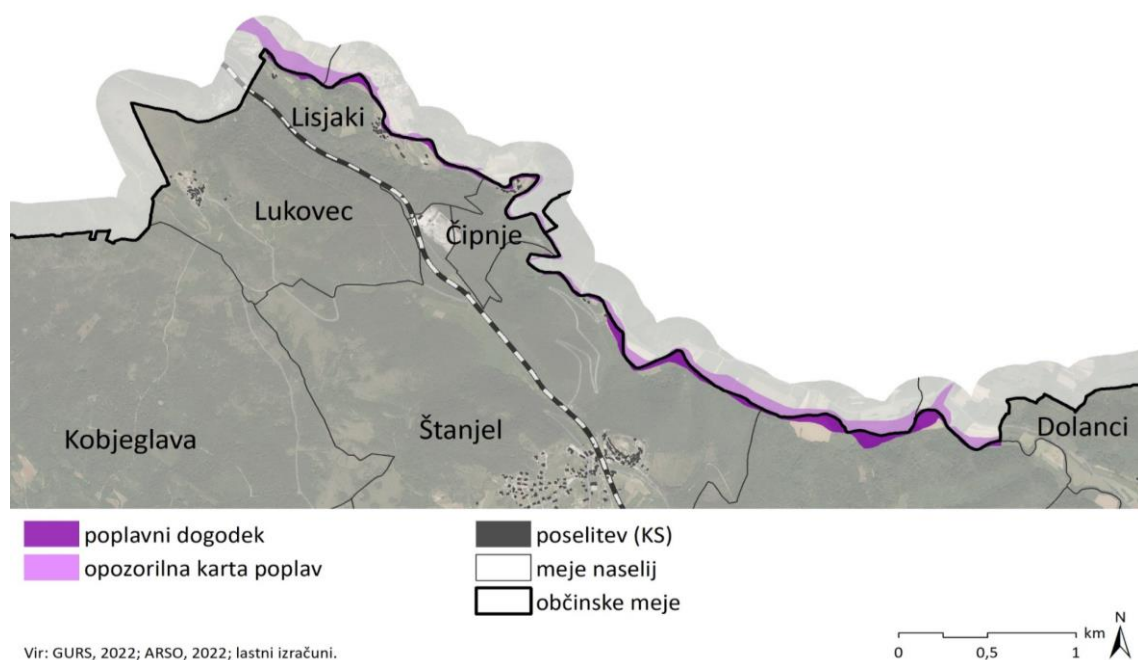 Lisjaki
Lukovec
Čipnje
Kobjeglava
Štanjel
Dolanci
poplavni dogodek
opozorilna karta poplav
poselitev (KS)
meje naselij
občinske meje
Vir: GURS, 2022; ARSO, 2022; lastni izračuni.
km
0 0,5 1
N